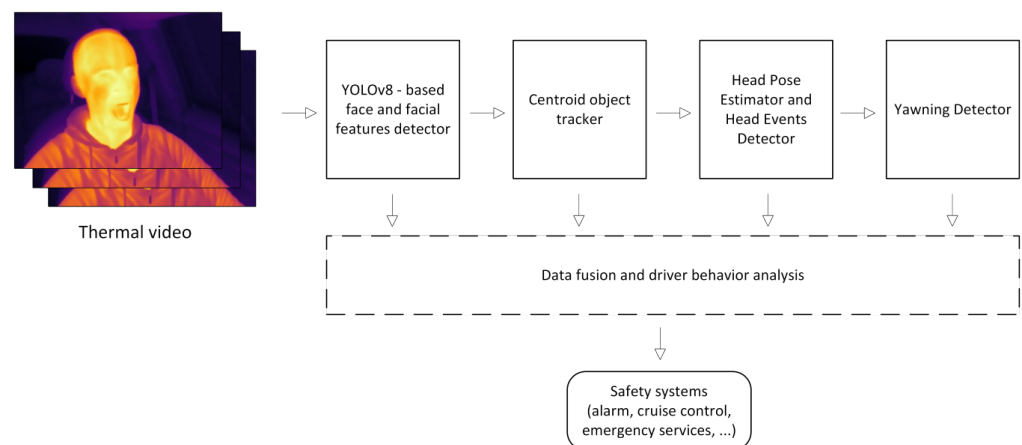 Thermal video
YOLOv8 - based
face and facial
features detector
Centroid object
tracker
Head Pose
Estimator and
Head Events
Detector
Yawning Detector
Data fusion and driver behavior analysis
Safety systems
(alarm, cruise control,
emergency services, ...)